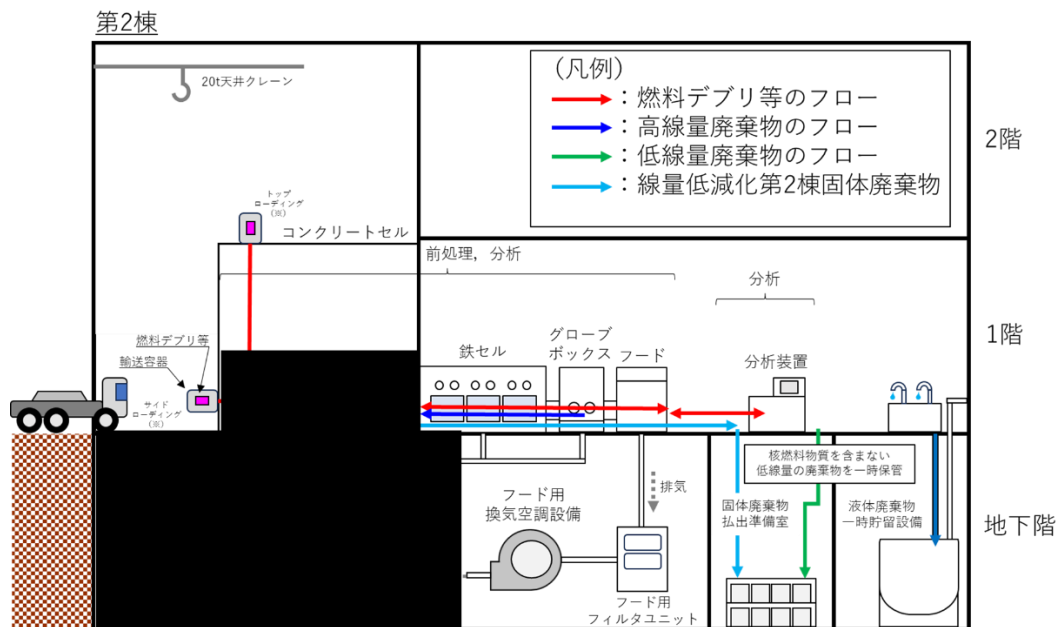 第2棟
20t天井クレーン
(凡例)
：燃料デブリ等のフロー
：高線量廃棄物のフロー
：低線量廃棄物のフロー
：線量低減化第2棟固体廃棄物
2階
トップ
ローディング
(※)
コンクリートセル
前処理，分析
分析
1階
燃料デブリ等
輸送容器
サイド
ローディング
(※)
鉄セル
グローブ
ボックス
フード
分析装置
核燃料物質を含まない
低線量の廃棄物を一時保管
フード用
換気空調設備
排気
固体廃棄物
払出準備室
液体廃棄物
一時貯留設備
地下階
フード用
フィルタユニット